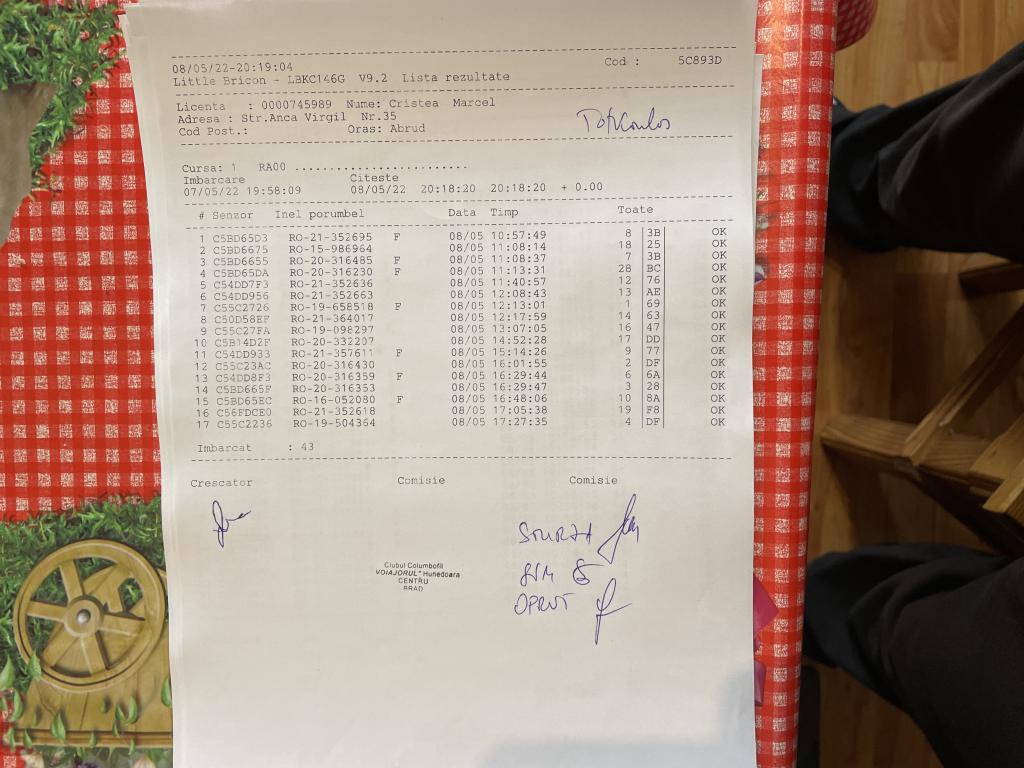 08/05/22-20:19:04 Cod : 5C893D
Little Bricon - LBKC146G V9.2 Lista rezultate
Licenta : 0000745989 Nume: Cristea Marcel
Adresa : Str.Anca Virgil Nr.35
Cod Post.: Oras: Abrud
Cursa: 1 RA00 ........................
Imbarcare Citeste
07/05/22 19:58:09 08/05/22 20:18:20 20:18:20 + 0.00
# Senzor Inel porumbel Data Timp Toate
1 C5BD65D3 RO-21-352695 F 08/05 10:57:49 8 |3B| OK
2 C5BD6675 RO-15-986964 08/05 11:08:14 18 |25| OK
3 C5BD6655 RO-20-316485 F 08/05 11:08:37 7 |3B| OK
4 C5BD65DA RO-20-316230 F 08/05 11:13:31 28 |BC| OK
5 C54DD7F3 RO-21-352636 08/05 11:40:57 12 |76| OK
6 C54DD956 RO-21-352663 08/05 12:08:43 13 |AE| OK
7 C55C2726 RO-19-658518 F 08/05 12:13:01 1 |69| OK
8 C50D58EF RO-21-364017 08/05 12:17:59 14 |63| OK
9 C55C27FA RO-19-098297 08/05 13:07:05 16 |47| OK
10 C5B14D2F RO-20-332207 08/05 14:52:28 17 |DD| OK
11 C54DD933 RO-21-357611 F 08/05 15:14:26 9 |77| OK
12 C55C23AC RO-20-316430 08/05 16:01:55 2 |DF| OK
13 C54DD8F3 RO-20-316359 F 08/05 16:29:44 6 |6A| OK
14 C5BD665F RO-20-316353 08/05 16:29:47 3 |28| OK
15 C5BD65EC RO-16-052080 F 08/05 16:48:06 10 |8A| OK
16 C56FDCE0 RO-21-352618 08/05 17:05:38 19 |F8| OK
17 C55C2236 RO-19-504364 08/05 17:27:35 4 |DF| OK
Imbarcat : 43
Crescator Comisie Comisie
Clubul Columbofil
"VOIAJORUL" Hunedoara
CENTRU
BRAD
OPRUT